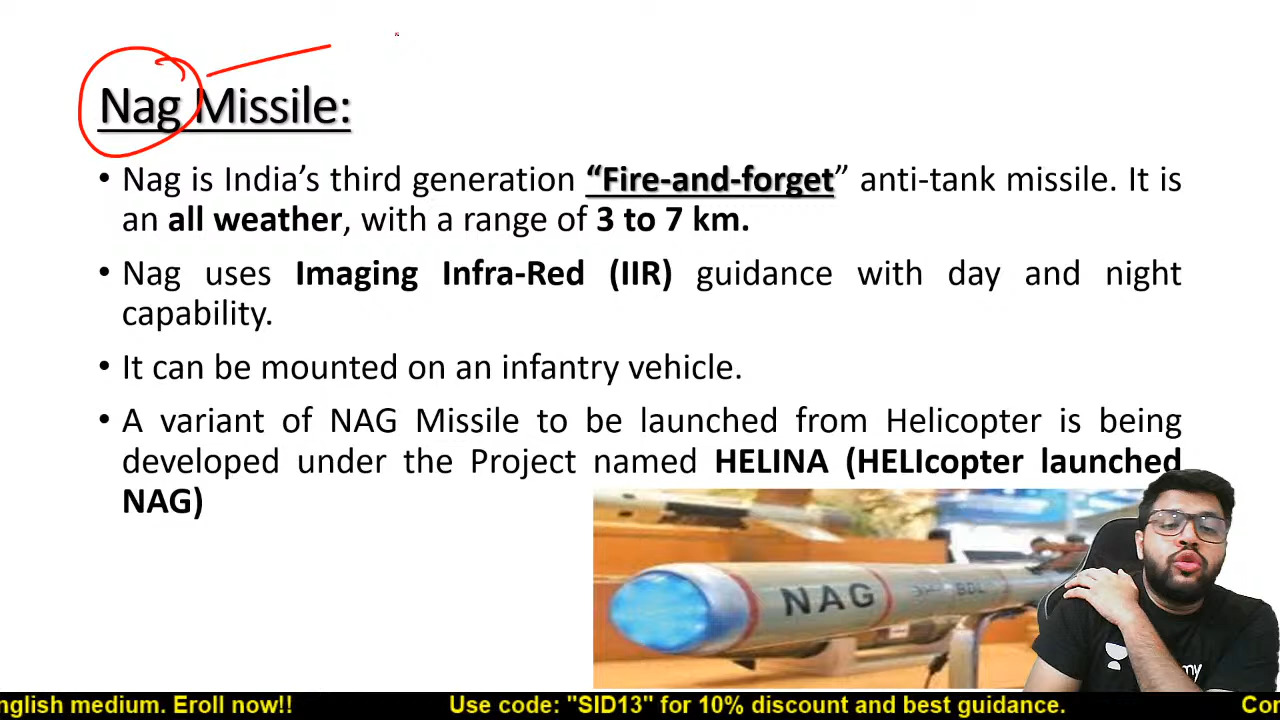 Nag Missile:
• Nag is India’s third generation “Fire-and-forget” anti-tank missile. It is
an all weather, with a range of 3 to 7 km.
• Nag uses Imaging Infra-Red (IIR) guidance with day and night
capability.
• It can be mounted on an infantry vehicle.
• A variant of NAG Missile to be launched from Helicopter is being
developed under the Project named HELINA (HELIcopter launched
NAG)
NAG
BDL
my
nglish medium. Eroll now!! Use code: "SID13" for 10% discount and best guidance. Cor